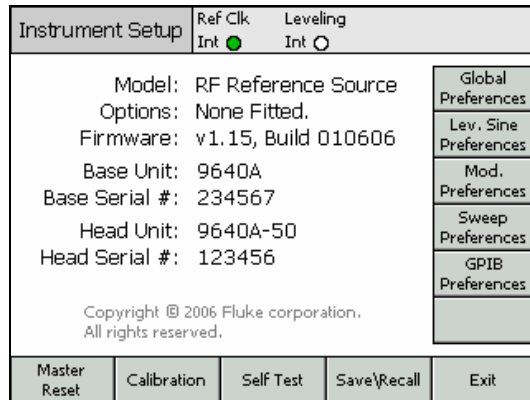 Instrument Setup
Ref Clk Leveling
Int Int
Model: RF Reference Source
Options: None Fitted.
Firmware: v1.15, Build 010606
Base Unit: 9640A
Base Serial #: 234567
Head Unit: 9640A-50
Head Serial #: 123456
Copyright © 2006 Fluke corporation.
All rights reserved.
Global
Preferences
Lev. Sine
Preferences
Mod.
Preferences
Sweep
Preferences
GPIB
Preferences
Master
Reset
Calibration
Self Test
Save\Recall
Exit